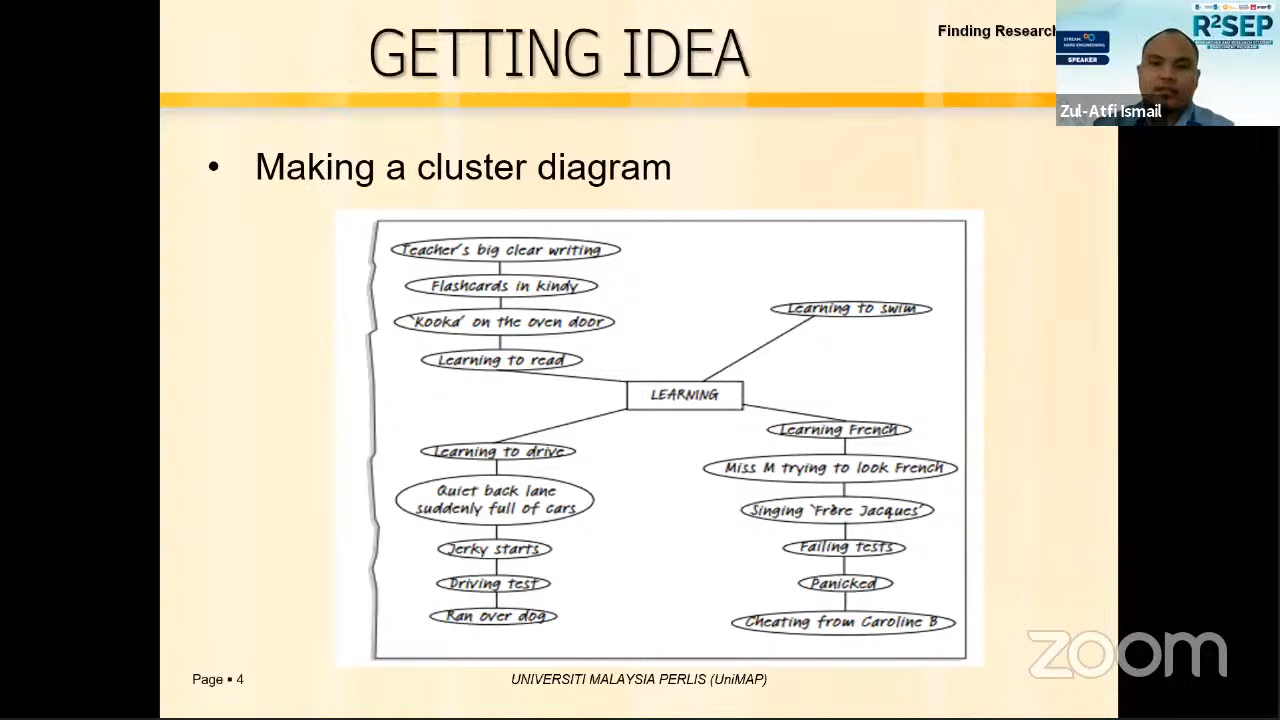 GETTING IDEA
Finding Research
R²SEP
SPEAKER
Zul-Atfi Ismail
• Making a cluster diagram
Teacher's big clear writing
Flashcards in kindy
'Kooka' on the oven door
Learning to read
Learning to swim
LEARNING
Learning to drive
Quiet back lane
suddenly full of cars
Jerky starts
Driving test
Ran over dog
Learning French
Miss M trying to look French
Singing 'Frère Jacques'
Failing tests
Panicked
Cheating from Caroline B
Page ▪ 4
UNIVERSITI MALAYSIA PERLIS (UniMAP)
zoom